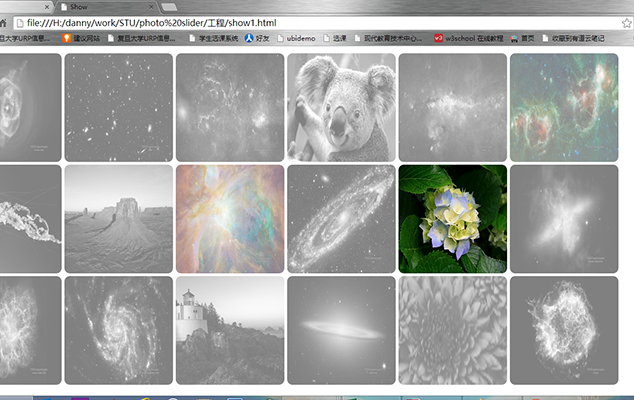 Show
file:///H:/danny/work/STU/photo%20slider/工程/show1.html
旦大学URP信息...
建议网站
复旦大学URP信息...
学生选课系统
好友
ubidemo
选课
现代教育技术中心...
w3school 在线教程
首页
收藏到有道云笔记